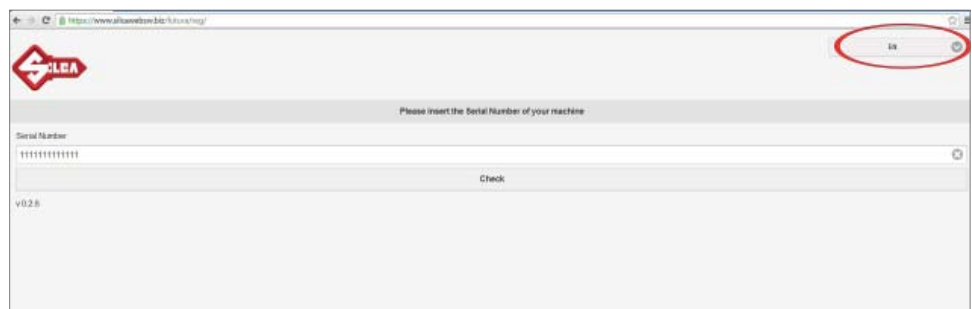 https://www.silcawebsw.biz/futura/reg/
SILCA
EN
Please insert the Serial Number of your machine
Serial Number
1111111111111
Check
v 0.2.6